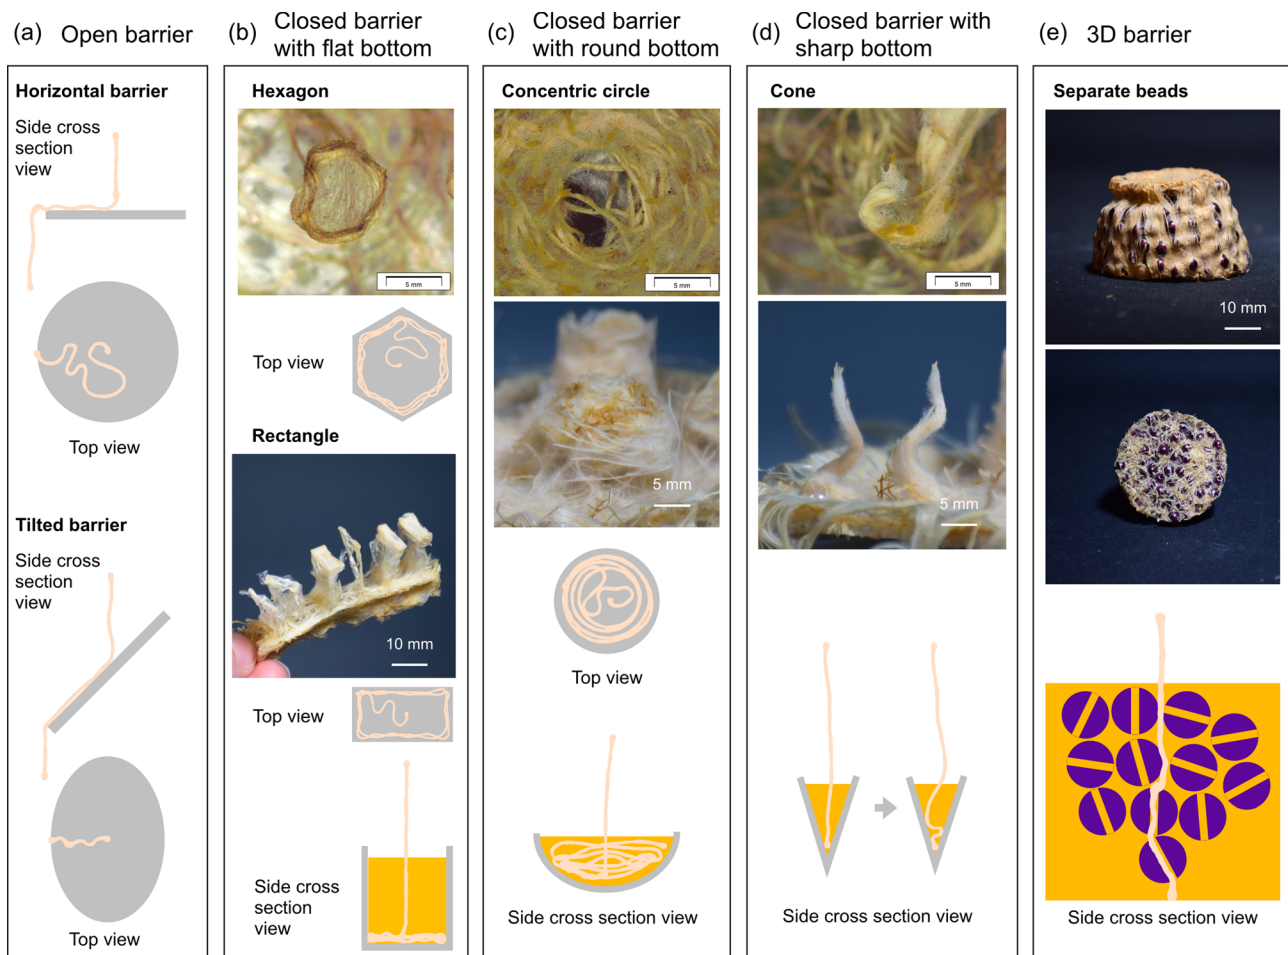 (a) Open barrier
Horizontal barrier
Side cross
section
view
Top view
Tilted barrier
Side cross
section
view
Top view
(b) Closed barrier
with flat bottom
Hexagon
5 mm
Top view
Rectangle
10 mm
Top view
Side cross
section
view
(c) Closed barrier
with round bottom
Concentric circle
5 mm
5 mm
Top view
Side cross section view
(d) Closed barrier with
sharp bottom
Cone
5 mm
5 mm
Side cross section view
(e) 3D barrier
Separate beads
10 mm
Side cross section view